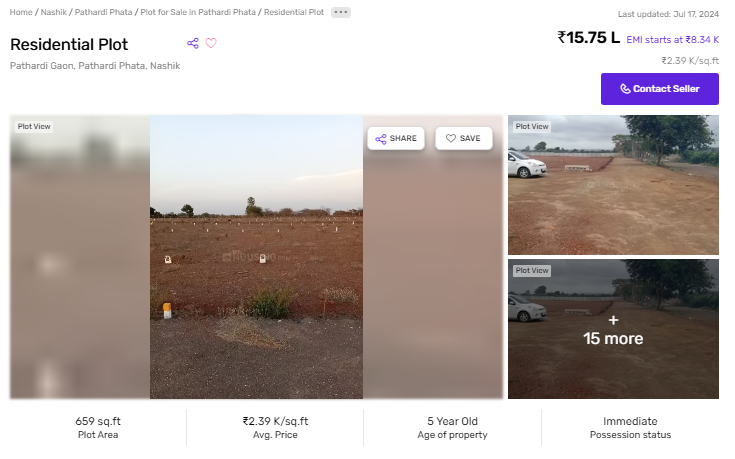 Home / Nashik / Pathardi Phata / Plot for Sale in Pathardi Phata / Residential Plot
Last updated: Jul 17, 2024
Residential Plot
₹15.75 L EMI starts at ₹8.34 K
Pathardi Gaon, Pathardi Phata, Nashik
₹2.39 K/sq.ft
Contact Seller
Plot View
SHARE
SAVE
Plot View
Plot View
+
15 more
659 sq.ft
Plot Area
₹2.39 K/sq.ft
Avg. Price
5 Year Old
Age of property
Immediate
Possession status